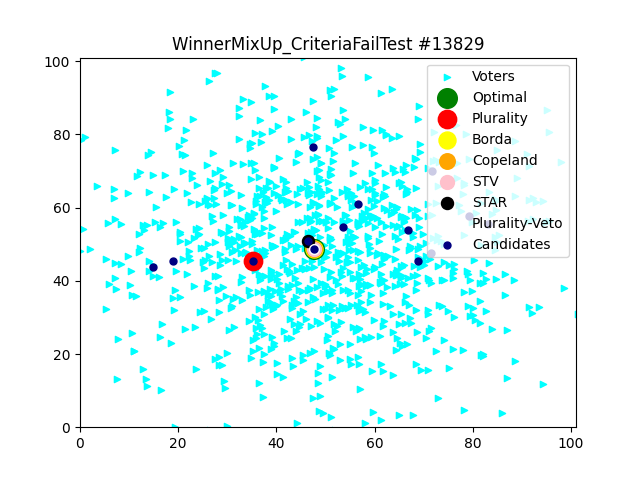 WinnerMixUp_CriteriaFailTest #13829
Voters
Optimal
Plurality
Borda
Copeland
STV
STAR
Plurality-Veto
Candidates
100
80
60
40
20
0
0 20 40 60 80 100